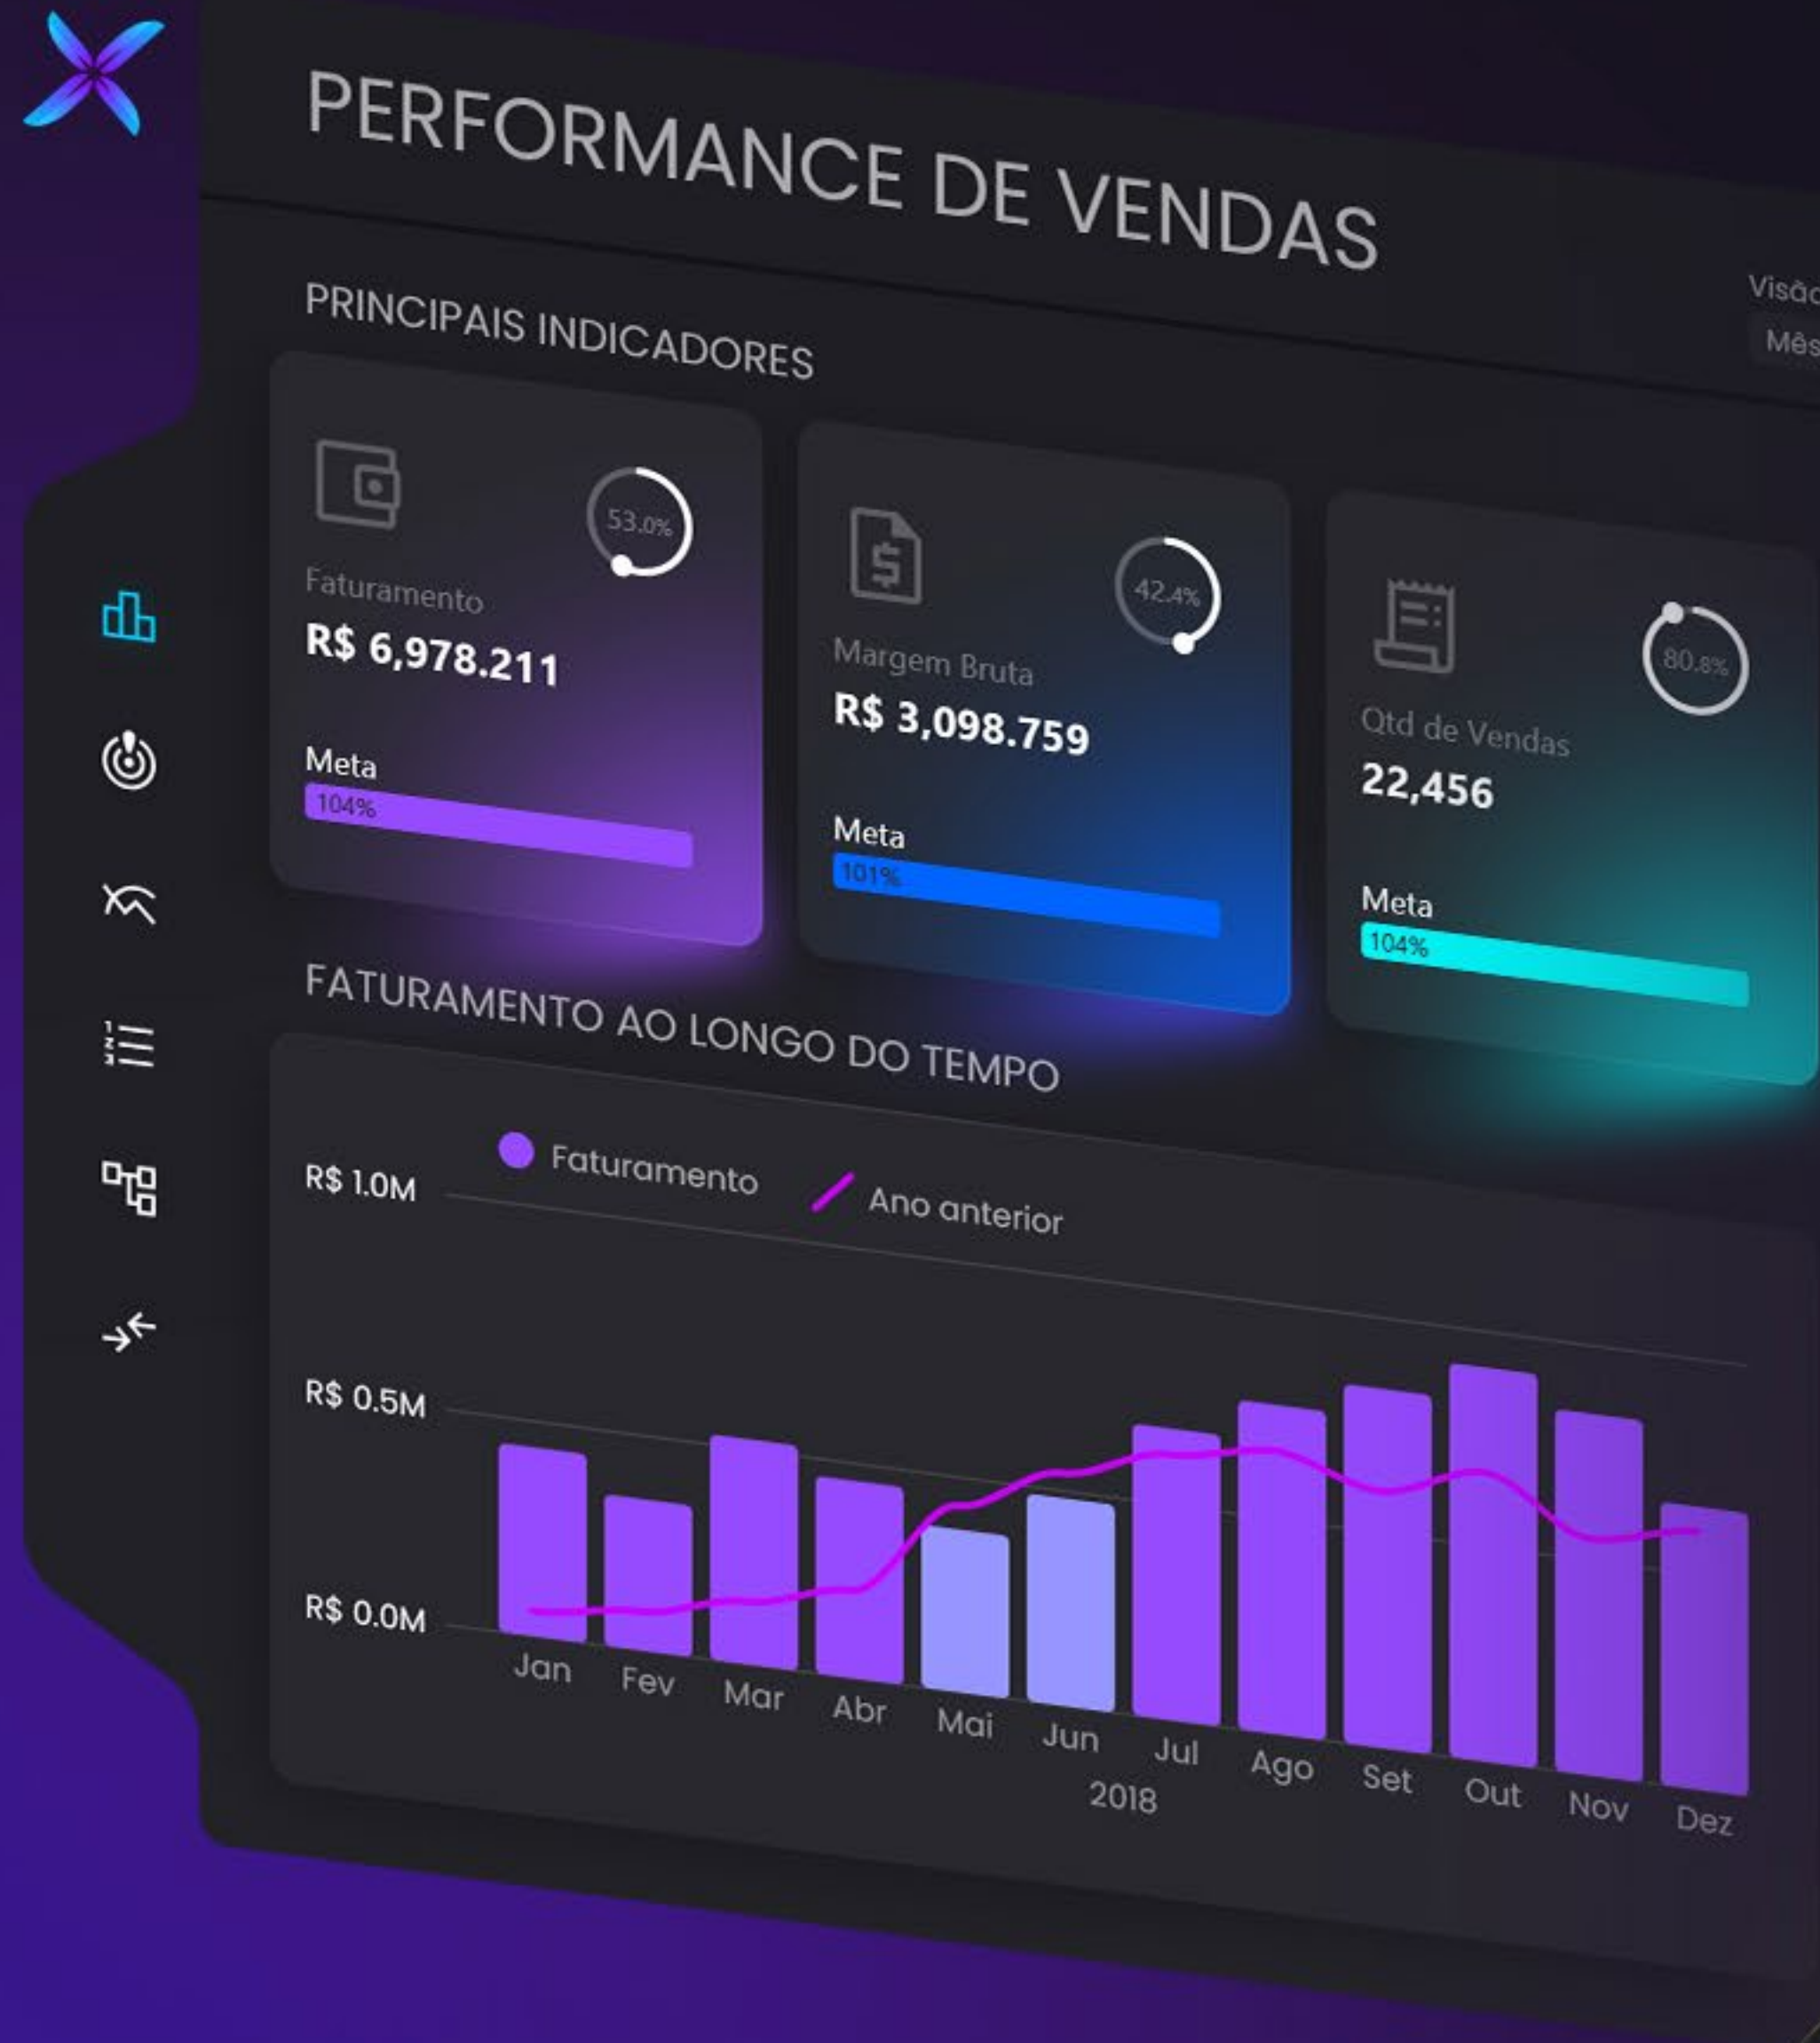 PERFORMANCE DE VENDAS
Visão
Mês
PRINCIPAIS INDICADORES
53.0%
Faturamento
R$ 6,978.211
Meta
104%
42.4%
Margem Bruta
R$ 3,098.759
Meta
101%
80.8%
Qtd de Vendas
22,456
Meta
104%
FATURAMENTO AO LONGO DO TEMPO
Faturamento
Ano anterior
R$ 1.0M
R$ 0.5M
R$ 0.0M
Jan Fev Mar Abr Mai Jun Jul Ago Set Out Nov Dez
2018